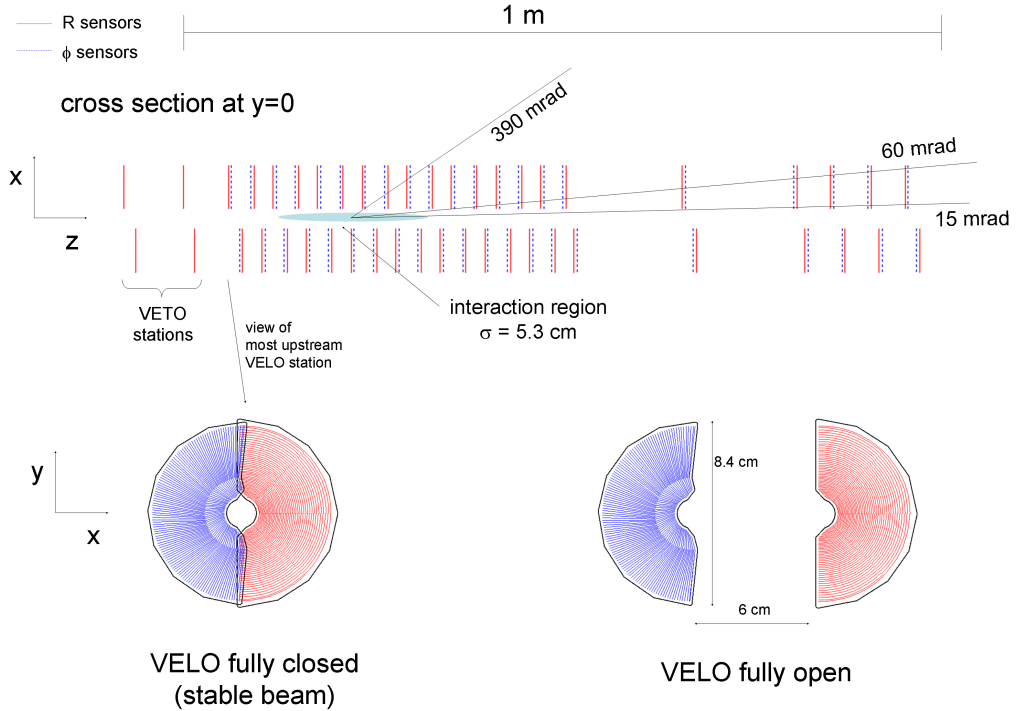 1 m
R sensors
ϕ sensors
cross section at y=0
390 mrad
60 mrad
15 mrad
x
z
VETO
stations
interaction region
σ = 5.3 cm
view of
most upstream
VELO station
y
x
8.4 cm
6 cm
VELO fully closed
(stable beam)
VELO fully open